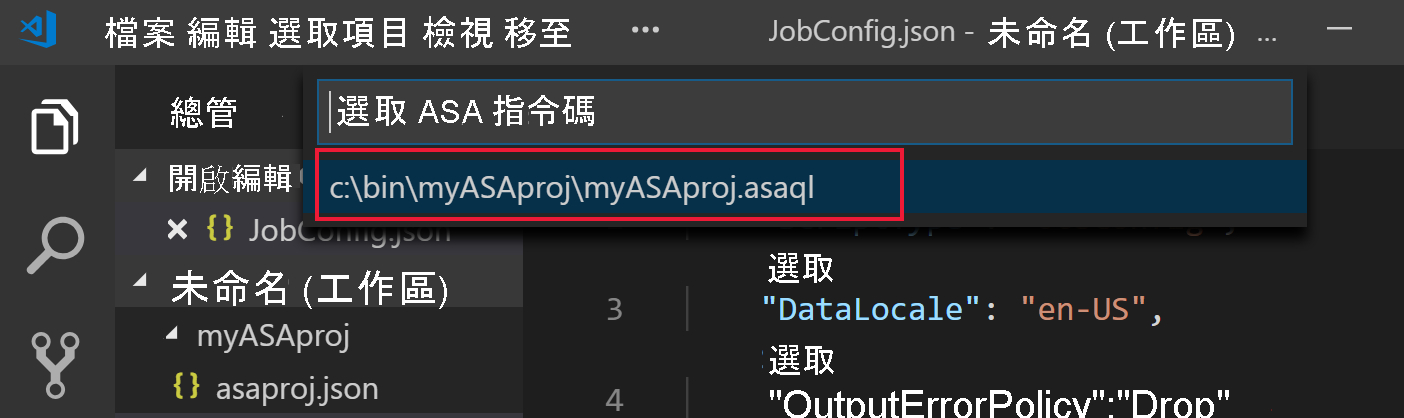 檔案 編輯 選取項目 檢視 移至 ··· JobConfig.json - 未命名 (工作區) ...
總管
選取 ASA 指令碼
開啟編輯
c:\bin\myASAproj\myASAproj.asaql
JobConfig.json
未命名 (工作區)
選取
3 "DataLocale": "en-US",
myASAproj
選取
asaproj.json
4 "OutputErrorPolicy":"Drop"